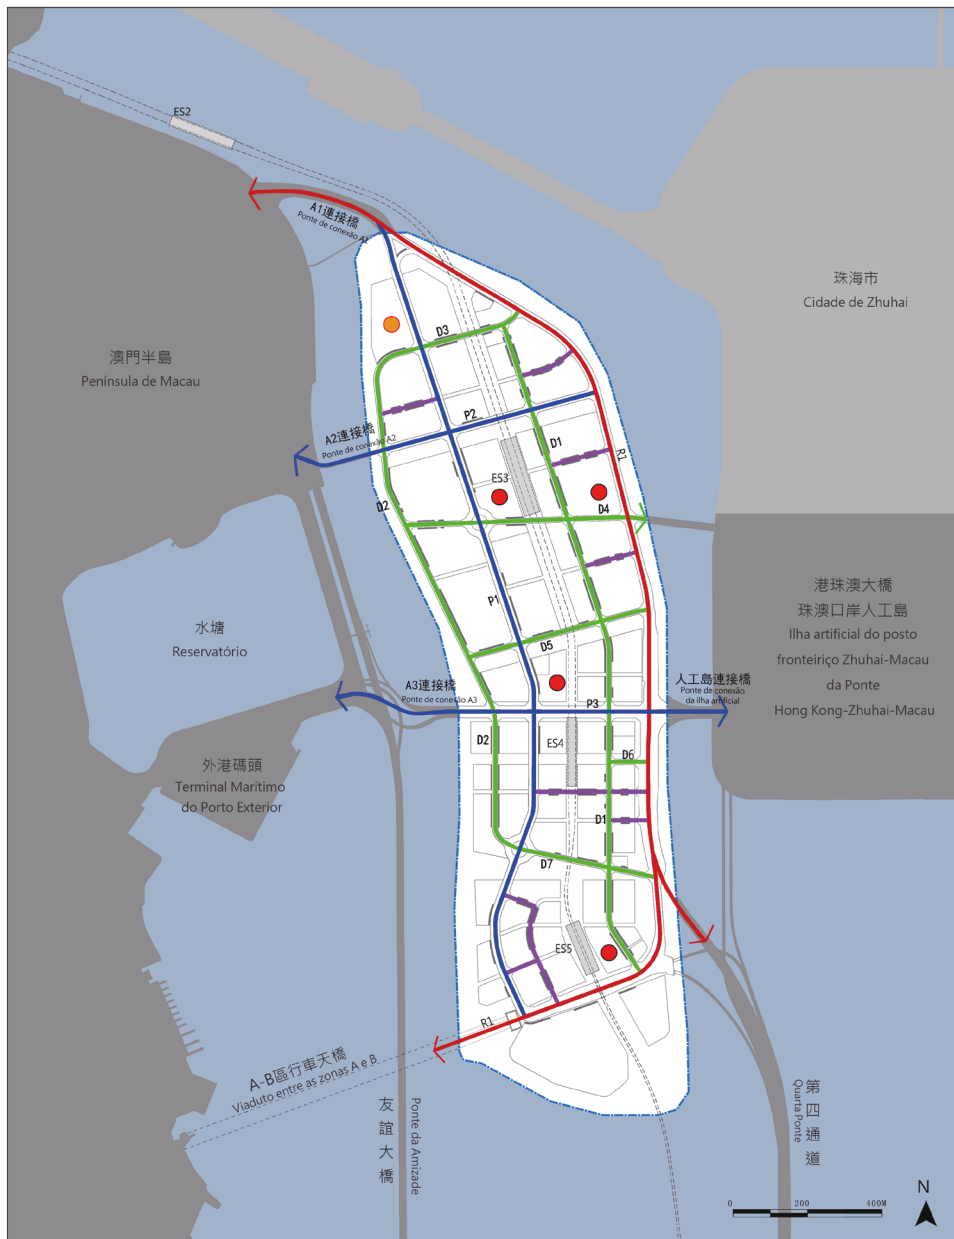 ES2
A1連接橋
Ponte de conexão A1
珠海市
Cidade de Zhuhai
澳門半島
Península de Macau
D3
P2
A2連接橋
Ponte de conexão A2
D1
R1
ES3
D2
D4
P1
港珠澳大橋
珠澳口岸人工島
Ilha artificial do posto
fronteiriço Zhuhai-Macau
da Ponte
Hong Kong-Zhuhai-Macau
水塘
Reservatório
D5
A3連接橋
Ponte de conexão A3
人工島連接橋
Ponte de conexão
da ilha artificial
P3
D2
ES4
D6
外港碼頭
Terminal Marítimo
do Porto Exterior
D1
D7
ES5
R1
A-B區行車天橋
Viaduto entre as zonas A e B
友誼大橋
Ponte da Amizade
第四通道
Quarta Ponte
N
0 200 400M